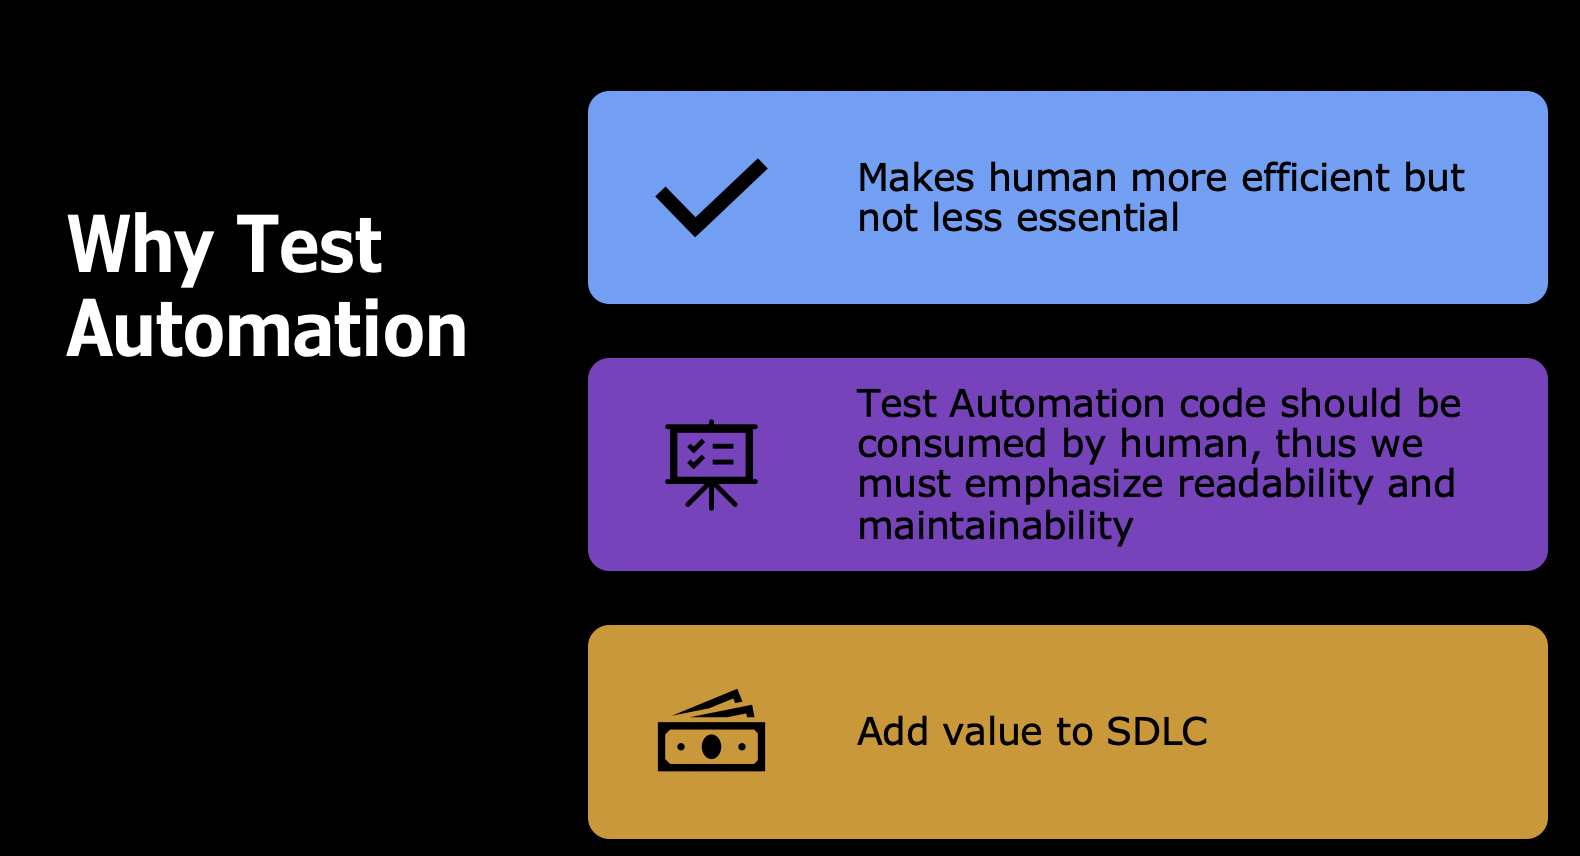 Why Test
Automation
Makes human more efficient but
not less essential
Test Automation code should be
consumed by human, thus we
must emphasize readability and
maintainability
Add value to SDLC